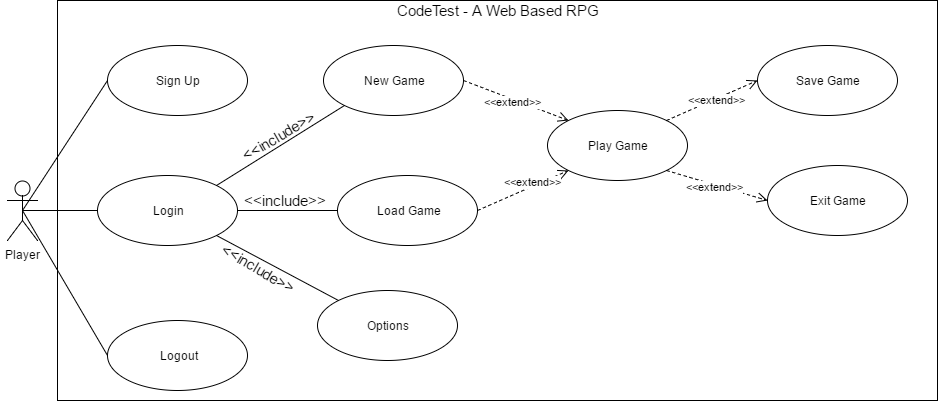 CodeTest - A Web Based RPG
Sign Up
New Game
Save Game
<<extend>>
<<extend>>
<<include>>
Play Game
<<extend>>
<<extend>>
Player
Login
<<include>>
Load Game
Exit Game
<<include>>
Options
Logout